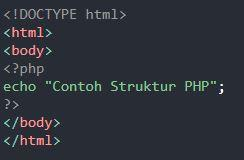 <!DOCTYPE html>
<html>
<body>
<?php
echo "Contoh Struktur PHP";
?>
</body>
</html>